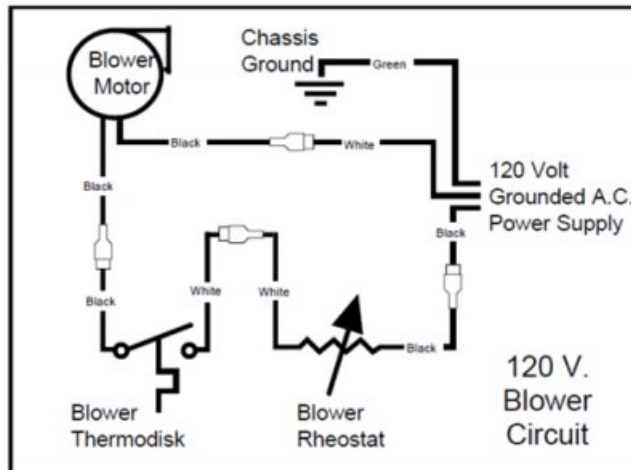 Blower
Motor
Chassis
Ground
Green
Black
White
120 Volt
Grounded A.C.
Power Supply
Black
Black
Black
White
White
Black
Black
Blower
Thermodisk
Blower
Rheostat
120 V.
Blower
Circuit